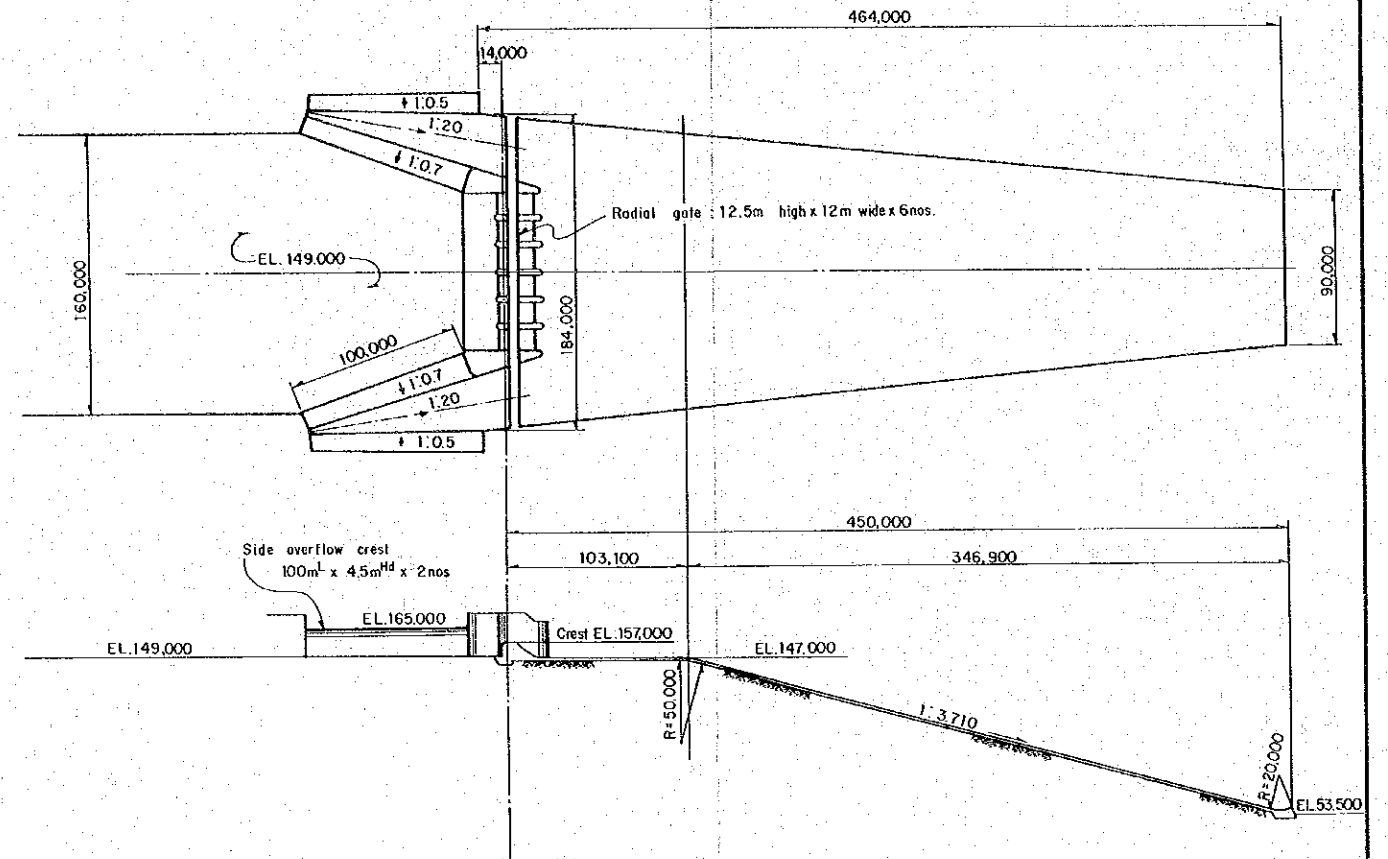 464,000
14,000
1:0.5
1:20
1:0.7
Radial gate : 12.5m high x 12m wide x 6nos.
EL.149.000
160,000
184,000
90,000
100,000
1:0.7
1:20
1:0.5
450,000
103,100
346,900
Side overflow crest
100mL x 4.5mHd x 2nos
EL.165,000
Crest EL.157,000
EL.149,000
EL.147,000
R=50,000
1:3.710
R=20,000
EL.53.500